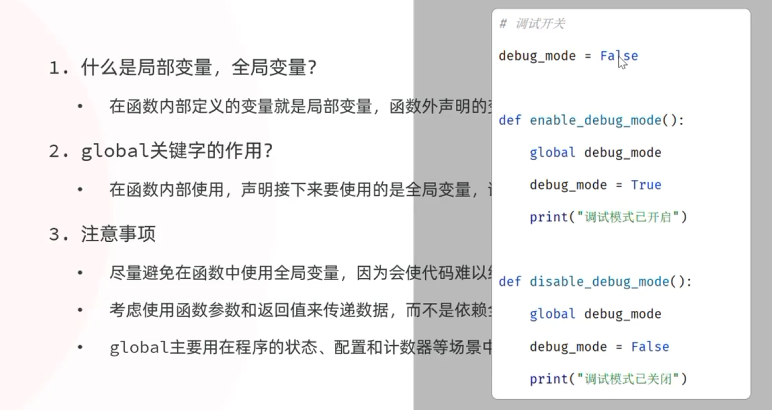 1. 什么是局部变量，全局变量？
• 在函数内部定义的变量就是局部变量，函数外声明的
2. global关键字的作用？
• 在函数内部使用，声明接下来要使用的是全局变量，
3. 注意事项
• 尽量避免在函数中使用全局变量，因为会使代码难以
• 考虑使用函数参数和返回值来传递数据，而不是依赖
• global主要用在程序的状态、配置和计数器等场景中
# 调试开关
debug_mode = False
def enable_debug_mode():
global debug_mode
debug_mode = True
print("调试模式已开启")
def disable_debug_mode():
global debug_mode
debug_mode = False
print("调试模式已关闭")